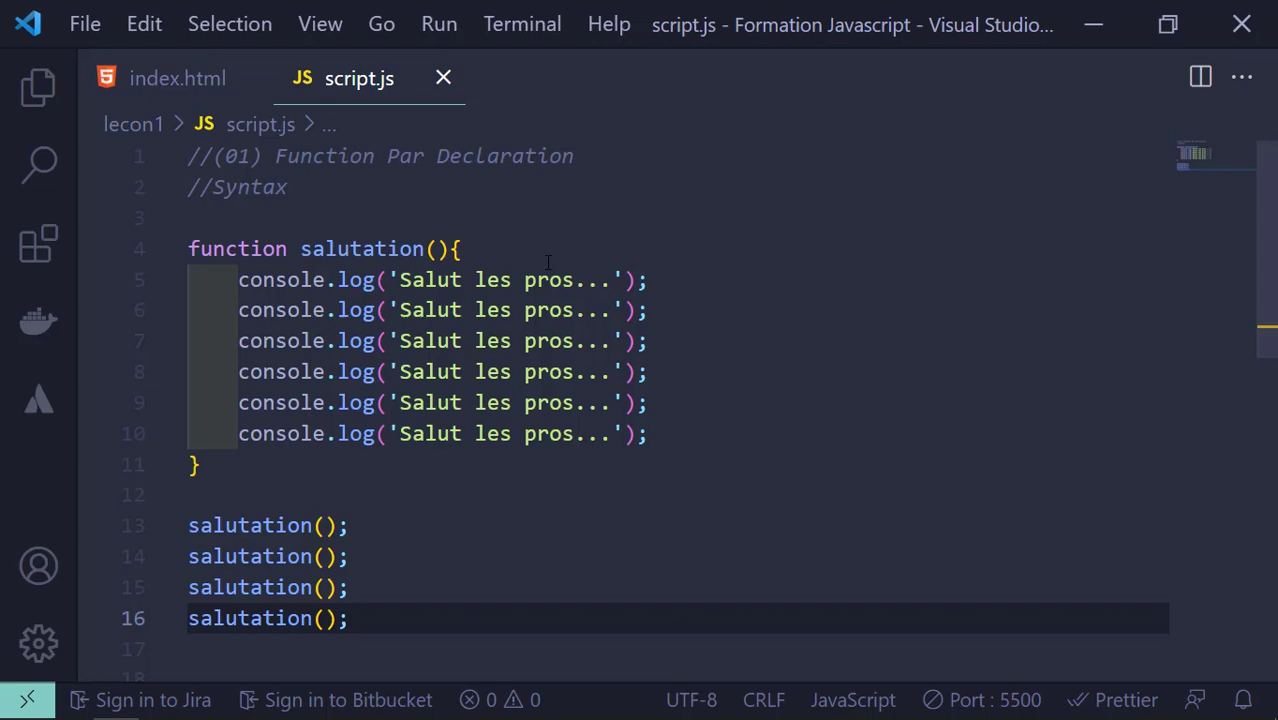 File Edit Selection View Go Run Terminal Help script.js - Formation Javascript - Visual Studio...
index.html JS script.js
lecon1 > JS script.js > ...
1 //(01) Function Par Declaration
2 //Syntax
3
4 function salutation(){
5 console.log('Salut les pros...');
6 console.log('Salut les pros...');
7 console.log('Salut les pros...');
8 console.log('Salut les pros...');
9 console.log('Salut les pros...');
10 console.log('Salut les pros...');
11 }
12
13 salutation();
14 salutation();
15 salutation();
16 salutation();
17
18
Sign in to Jira Sign in to Bitbucket 0 0 UTF-8 CRLF JavaScript Port : 5500 Prettier